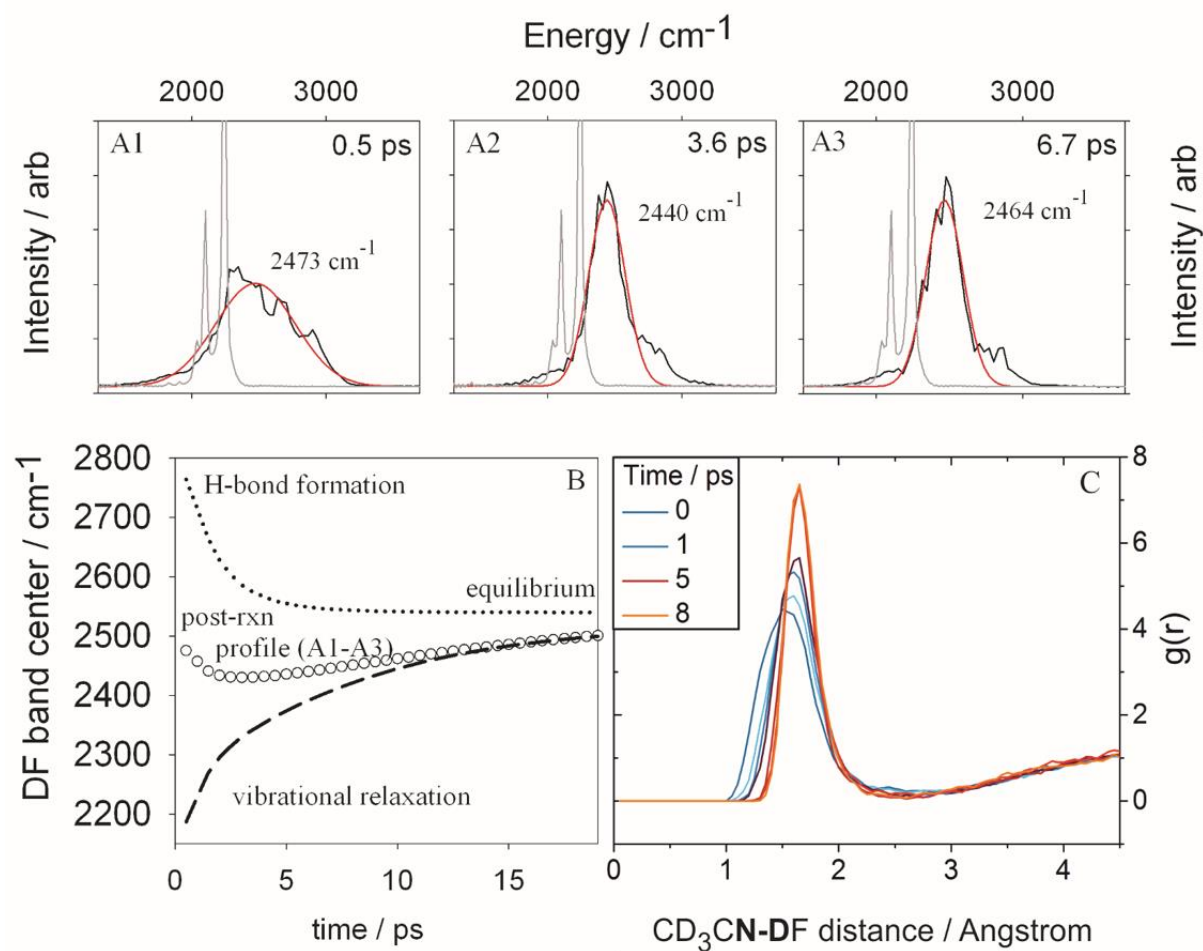 Energy / cm-1
2000 3000 2000 3000 2000 3000
Intensity / arb
A1 0.5 ps
2473 cm-1
A2 3.6 ps
2440 cm-1
A3 6.7 ps
2464 cm-1
Intensity / arb
DF band center / cm-1
2800
2700
2600
2500
2400
2300
2200
B
H-bond formation
equilibrium
post-rxn
profile (A1-A3)
vibrational relaxation
0 5 10 15
time / ps
C
Time / ps
0
1
5
8
8
6
4
2
0
g(r)
0 1 2 3 4
CD3CN-DF distance / Angstrom